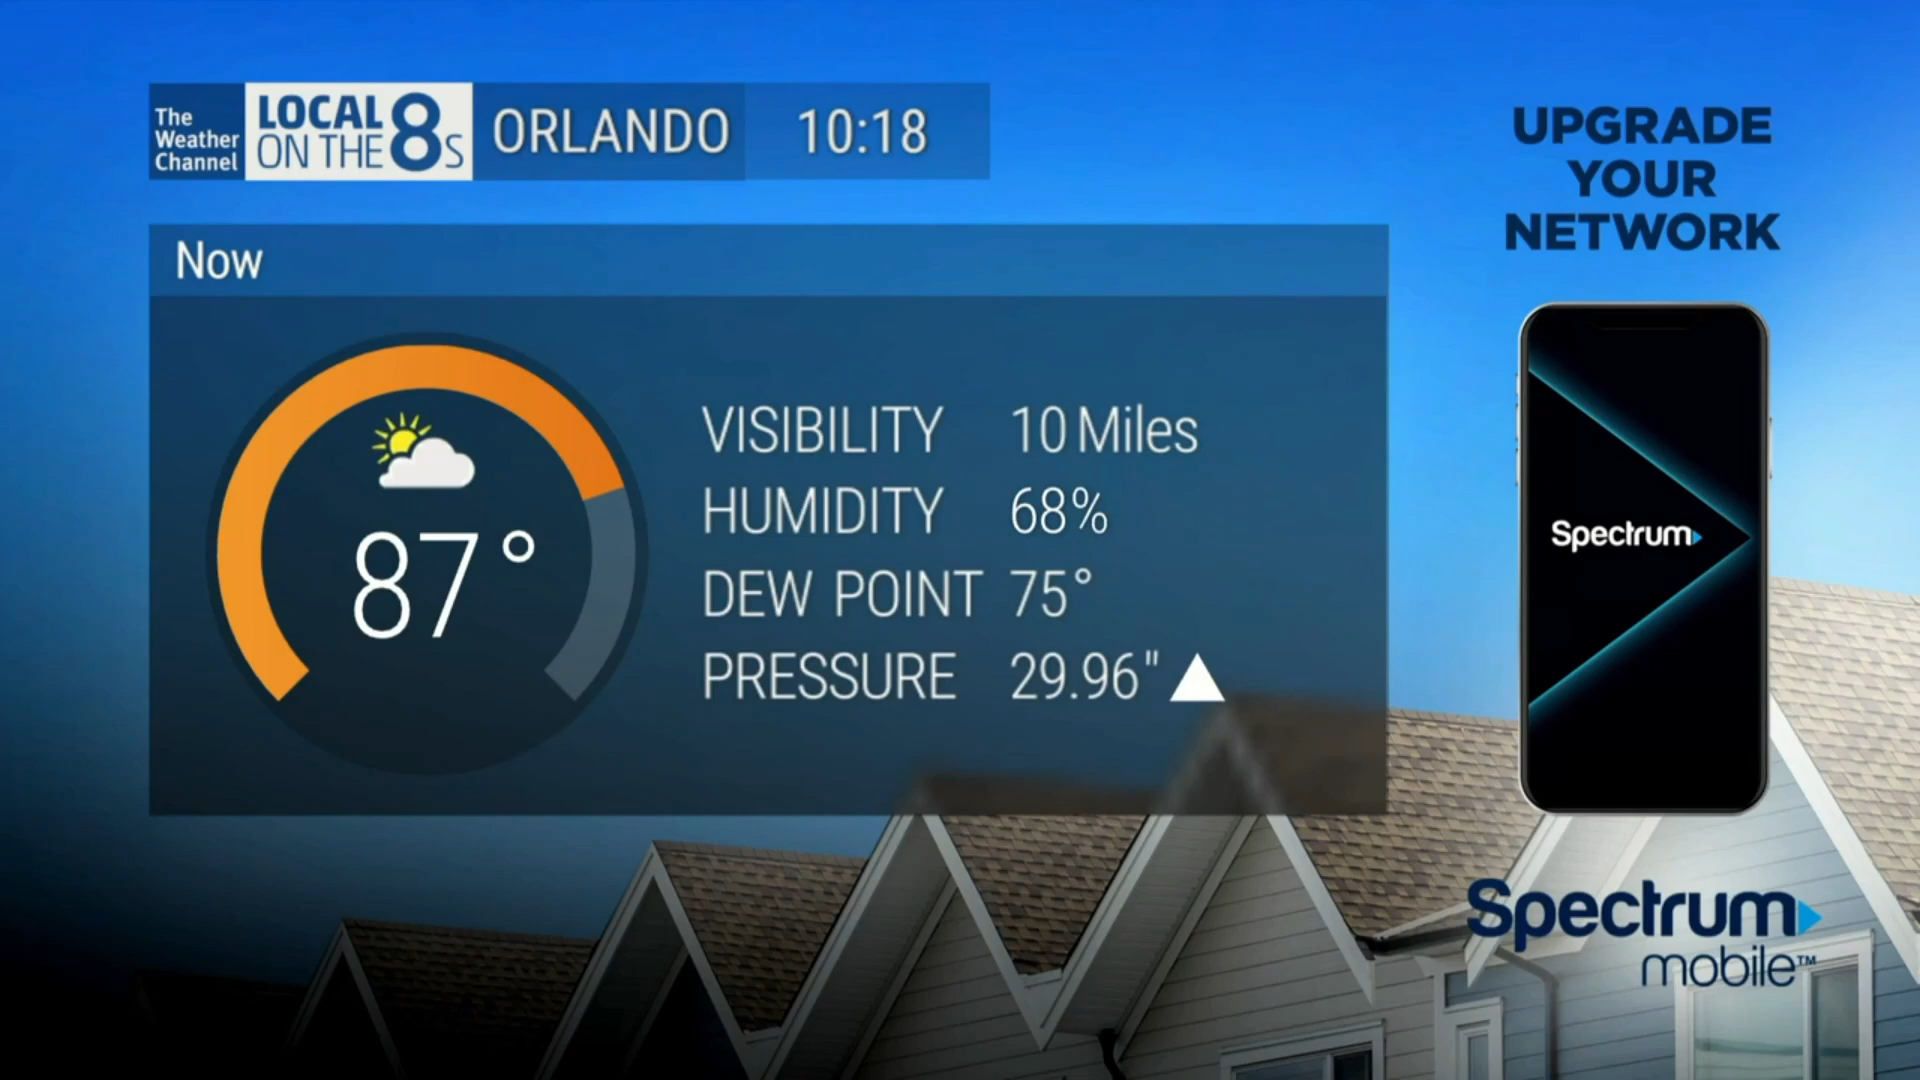 The
Weather
Channel
LOCAL
ON THE 8s
ORLANDO
10:18
UPGRADE
YOUR
NETWORK
Now
87°
VISIBILITY 10 Miles
HUMIDITY 68%
DEW POINT 75°
PRESSURE 29.96" ▲
Spectrum
Spectrum
mobile™